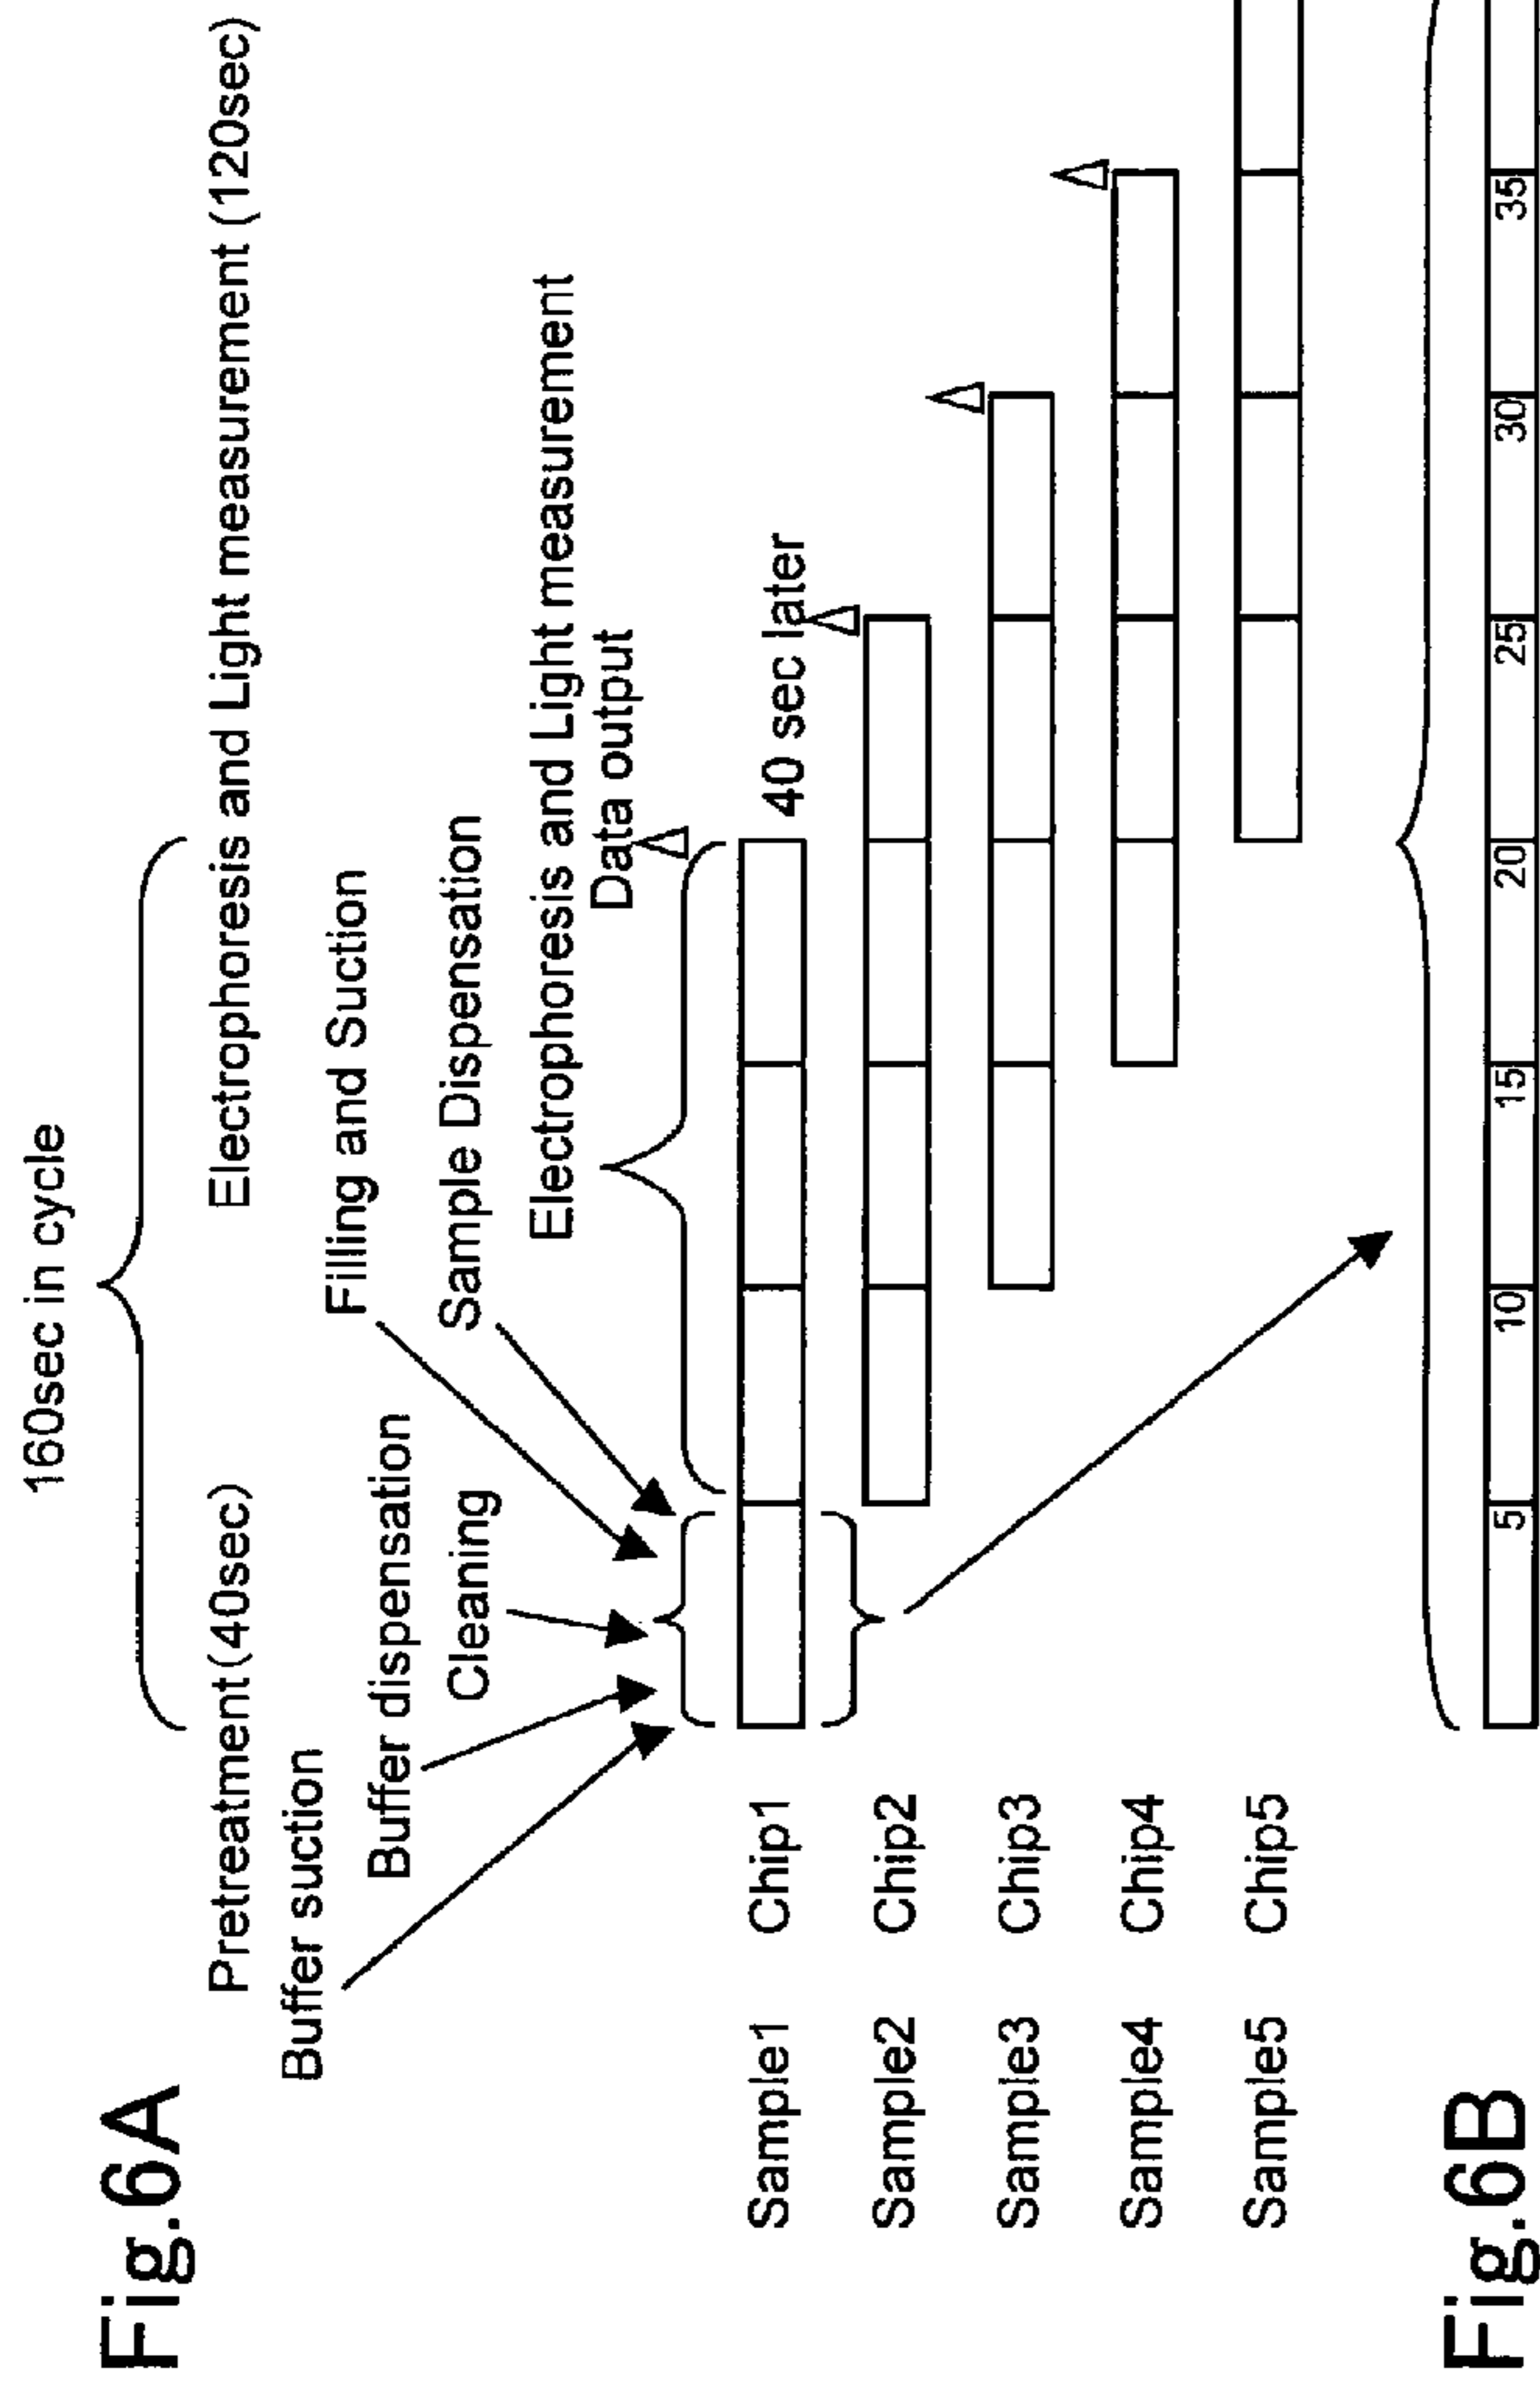 Fig.6A
160sec in cycle
Pretreatment(40sec)
Electrophoresis and Light measurement (120sec)
Buffer suction
Filling and Suction
Buffer dispensation
Sample Dispensation
Cleaning
Electrophoresis and Light measurement
Data output
Sample1 Chip1
40 sec later
Sample2 Chip2
Sample3 Chip3
Sample4 Chip4
Sample5 Chip5
Fig.6B
5 10 15 20 25 30 35